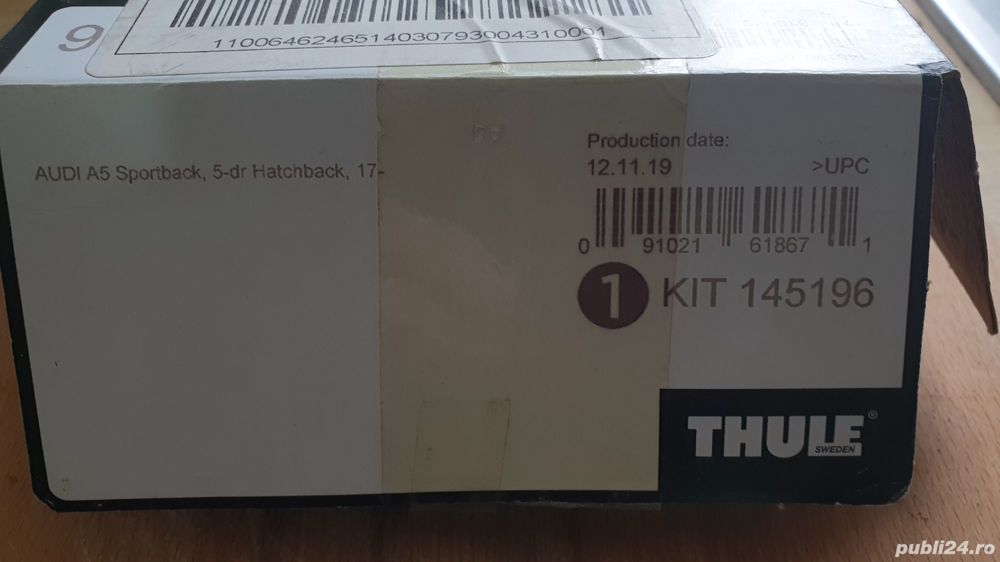 9
1100646246514030793004310001
AUDI A5 Sportback, 5-dr Hatchback, 17-
Production date:
12.11.19 >UPC
0 91021 61867 1
1 KIT 145196
THULE®
SWEDEN
publi24.ro